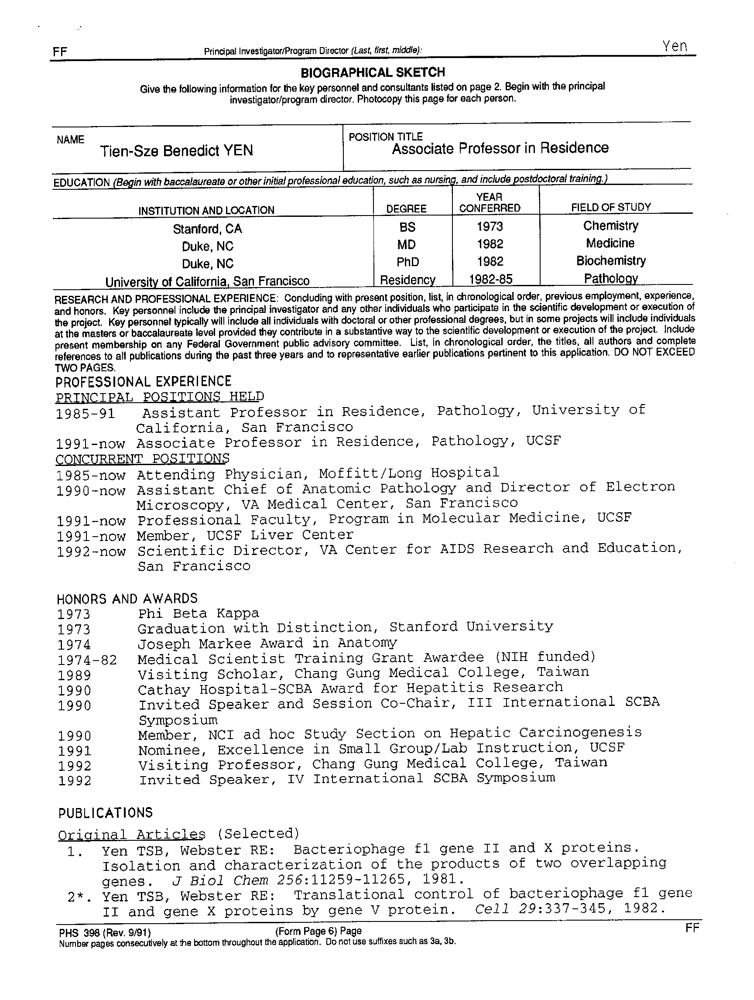 FF Principal Investigator/Program Director (Last, first, middle): Yen
BIOGRAPHICAL SKETCH
Give the following information for the key personnel and consultants listed on page 2. Begin with the principal
investigator/program director. Photocopy this page for each person.
NAME POSITION TITLE
Tien-Sze Benedict YEN Associate Professor in Residence
EDUCATION (Begin with baccalaureate or other initial professional education, such as nursing, and include postdoctoral training.)
INSTITUTION AND LOCATION DEGREE YEAR CONFERRED FIELD OF STUDY
Stanford, CA BS 1973 Chemistry
Duke, NC MD 1982 Medicine
Duke, NC PhD 1982 Biochemistry
University of California, San Francisco Residency 1982-85 Pathology
RESEARCH AND PROFESSIONAL EXPERIENCE: Concluding with present position, list, in chronological order, previous employment, experience,
and honors. Key personnel include the principal investigator and any other individuals who participate in the scientific development or execution of
the project. Key personnel typically will include all individuals with doctoral or other professional degrees, but in some projects will include individuals
at the masters or baccalaureate level provided they contribute in a substantive way to the scientific development or execution of the project. Include
present membership on any Federal Government public advisory committee. List, in chronological order, the titles, all authors and complete
references to all publications during the past three years and to representative earlier publications pertinent to this application. DO NOT EXCEED
TWO PAGES.
PROFESSIONAL EXPERIENCE
PRINCIPAL POSITIONS HELD
1985-91 Assistant Professor in Residence, Pathology, University of
California, San Francisco
1991-now Associate Professor in Residence, Pathology, UCSF
CONCURRENT POSITIONS
1985-now Attending Physician, Moffitt/Long Hospital
1990-now Assistant Chief of Anatomic Pathology and Director of Electron
Microscopy, VA Medical Center, San Francisco
1991-now Professional Faculty, Program in Molecular Medicine, UCSF
1991-now Member, UCSF Liver Center
1992-now Scientific Director, VA Center for AIDS Research and Education,
San Francisco
HONORS AND AWARDS
1973 Phi Beta Kappa
1973 Graduation with Distinction, Stanford University
1974 Joseph Markee Award in Anatomy
1974-82 Medical Scientist Training Grant Awardee (NIH funded)
1989 Visiting Scholar, Chang Gung Medical College, Taiwan
1990 Cathay Hospital-SCBA Award for Hepatitis Research
1990 Invited Speaker and Session Co-Chair, III International SCBA
Symposium
1990 Member, NCI ad hoc Study Section on Hepatic Carcinogenesis
1991 Nominee, Excellence in Small Group/Lab Instruction, UCSF
1992 Visiting Professor, Chang Gung Medical College, Taiwan
1992 Invited Speaker, IV International SCBA Symposium
PUBLICATIONS
Original Articles (Selected)
1. Yen TSB, Webster RE: Bacteriophage f1 gene II and X proteins.
Isolation and characterization of the products of two overlapping
genes. J Biol Chem 256:11259-11265, 1981.
2*. Yen TSB, Webster RE: Translational control of bacteriophage f1 gene
II and gene X proteins by gene V protein. Cell 29:337-345, 1982.
PHS 398 (Rev. 9/91) (Form Page 6) Page FF
Number pages consecutively at the bottom throughout the application. Do not use suffixes such as 3a, 3b.